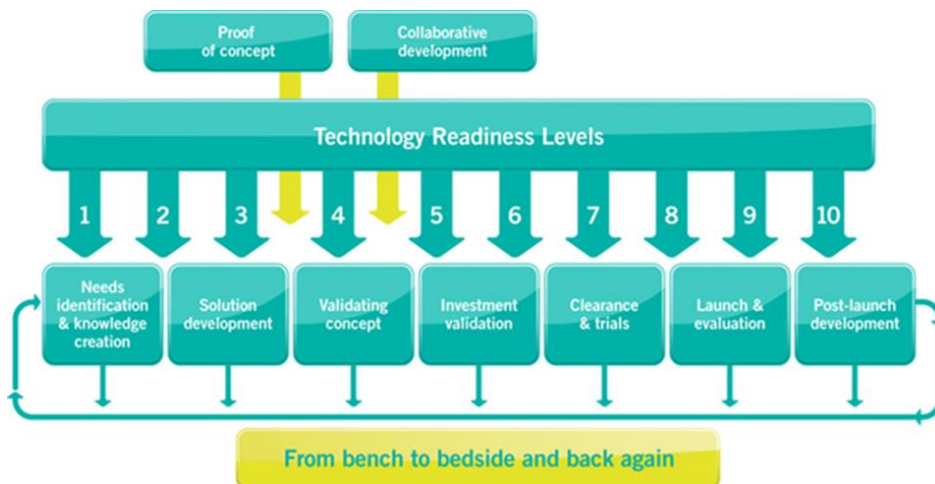 Proof
of concept
Collaborative
development
Technology Readiness Levels
1 2 3 4 5 6 7 8 9 10
Needs
identification
& knowledge
creation
Solution
development
Validating
concept
Investment
validation
Clearance
& trials
Launch &
evaluation
Post-launch
development
From bench to bedside and back again